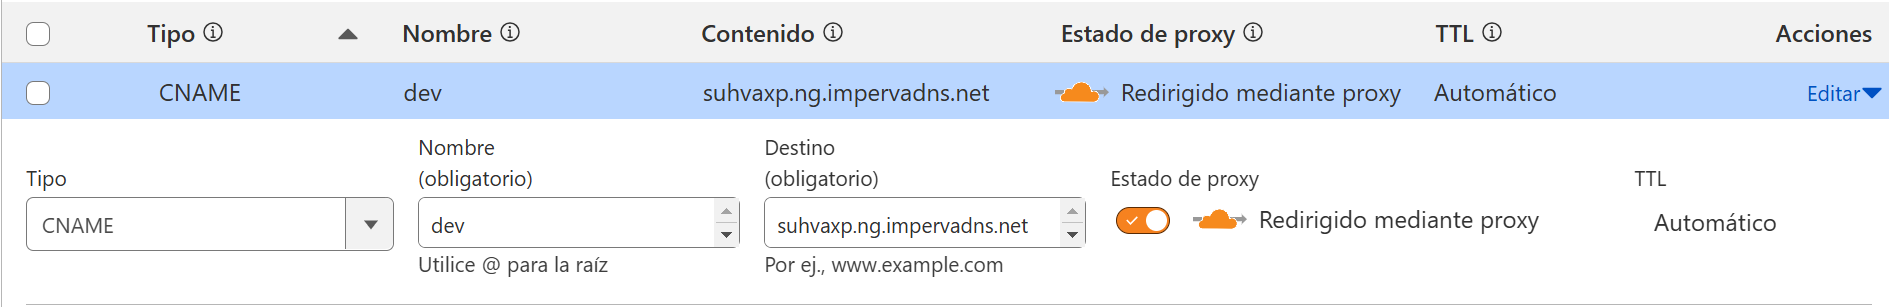 Tipo Nombre Contenido Estado de proxy TTL Acciones
CNAME dev suhvaxp.ng.impervadns.net Redirigido mediante proxy Automático Editar
Nombre Destino
Tipo (obligatorio) (obligatorio) Estado de proxy TTL
CNAME dev suhvaxp.ng.impervadns.net Redirigido mediante proxy Automático
Utilice @ para la raíz Por ej., www.example.com